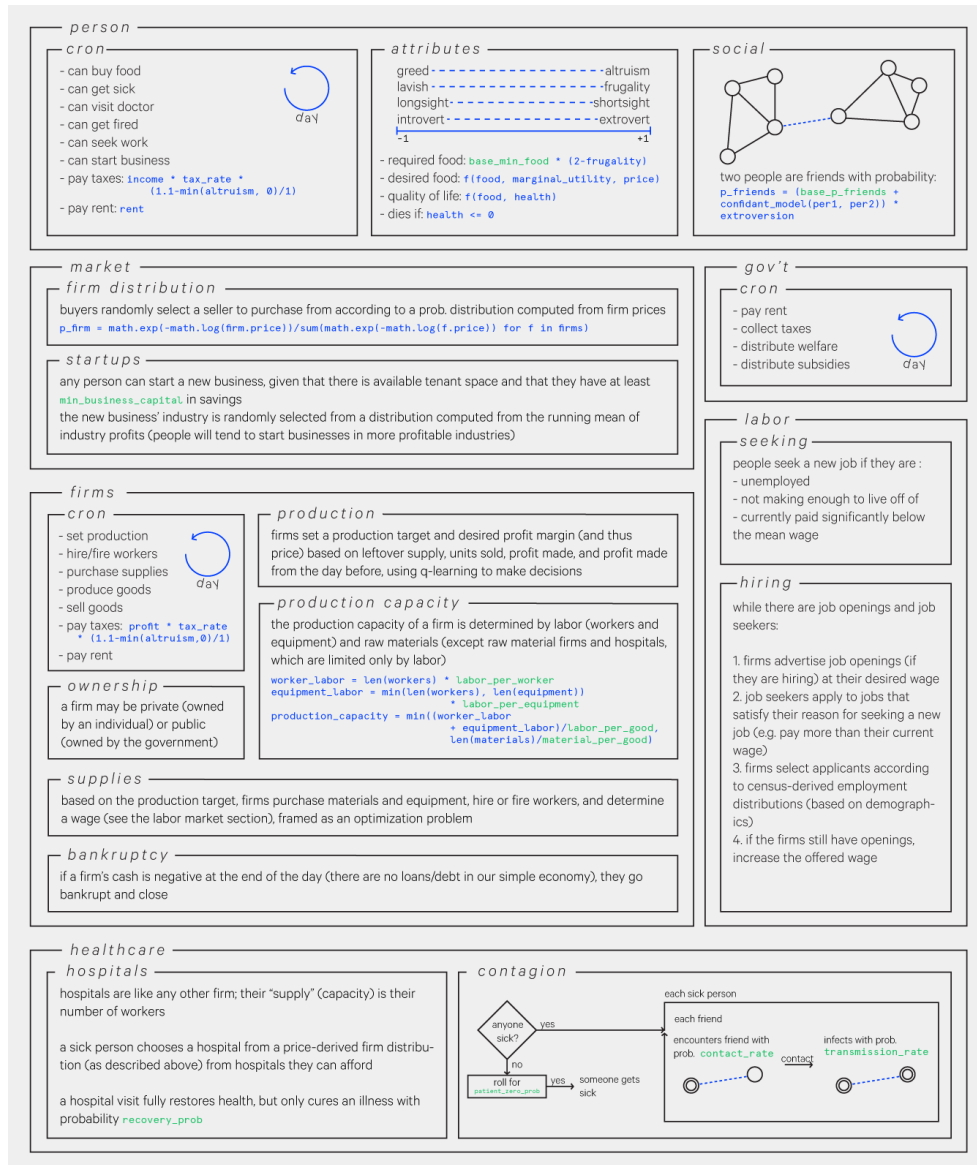 person
cron
- can buy food
- can get sick
- can visit doctor
- can get fired
- can seek work
- can start business
- pay taxes: income * tax_rate *
(1.1-min(altruism, 0)/1)
- pay rent: rent
day
attributes
greed altruism
lavish frugality
longsight shortsight
introvert extrovert
-1 +1
- required food: base_min_food * (2-frugality)
- desired food: f(food, marginal_utility, price)
- quality of life: f(food, health)
- dies if: health <= 0
social
two people are friends with probability:
p_friends = (base_p_friends +
confidant_model(per1, per2)) *
extroversion
market
firm distribution
buyers randomly select a seller to purchase from according to a prob. distribution computed from firm prices
p_firm = math.exp(-math.log(firm.price))/sum(math.exp(-math.log(f.price)) for f in firms)
startups
any person can start a new business, given that there is available tenant space and that they have at least
min_business_capital in savings
the new business' industry is randomly selected from a distribution computed from the running mean of
industry profits (people will tend to start businesses in more profitable industries)
gov't
cron
- pay rent
- collect taxes
- distribute welfare
- distribute subsidies
day
labor
seeking
people seek a new job if they are :
- unemployed
- not making enough to live off of
- currently paid significantly below
the mean wage
hiring
while there are job openings and job
seekers:
1. firms advertise job openings (if
they are hiring) at their desired wage
2. job seekers apply to jobs that
satisfy their reason for seeking a new
job (e.g. pay more than their current
wage)
3. firms select applicants according
to census-derived employment
distributions (based on demograph-
ics)
4. if the firms still have openings,
increase the offered wage
firms
cron
- set production
- hire/fire workers
- purchase supplies
- produce goods
- sell goods
- pay taxes: profit * tax_rate
* (1.1-min(altruism,0)/1)
- pay rent
day
ownership
a firm may be private (owned
by an individual) or public
(owned by the government)
production
firms set a production target and desired profit margin (and thus
price) based on leftover supply, units sold, profit made, and profit made
from the day before, using q-learning to make decisions
production capacity
the production capacity of a firm is determined by labor (workers and
equipment) and raw materials (except raw material firms and hospitals,
which are limited only by labor)
worker_labor = len(workers) * labor_per_worker
equipment_labor = min(len(workers), len(equipment))
* labor_per_equipment
production_capacity = min((worker_labor
+ equipment_labor)/labor_per_good,
len(materials)/material_per_good)
supplies
based on the production target, firms purchase materials and equipment, hire or fire workers, and determine
a wage (see the labor market section), framed as an optimization problem
bankruptcy
if a firm's cash is negative at the end of the day (there are no loans/debt in our simple economy), they go
bankrupt and close
healthcare
hospitals
hospitals are like any other firm; their "supply" (capacity) is their
number of workers
a sick person chooses a hospital from a price-derived firm distribu-
tion (as described above) from hospitals they can afford
a hospital visit fully restores health, but only cures an illness with
probability recovery_prob
contagion
anyone
sick?
yes
no
roll for
patient_zero_prob
yes
someone gets
sick
each sick person
each friend
encounters friend with
prob. contact_rate
contact
infects with prob.
transmission_rate